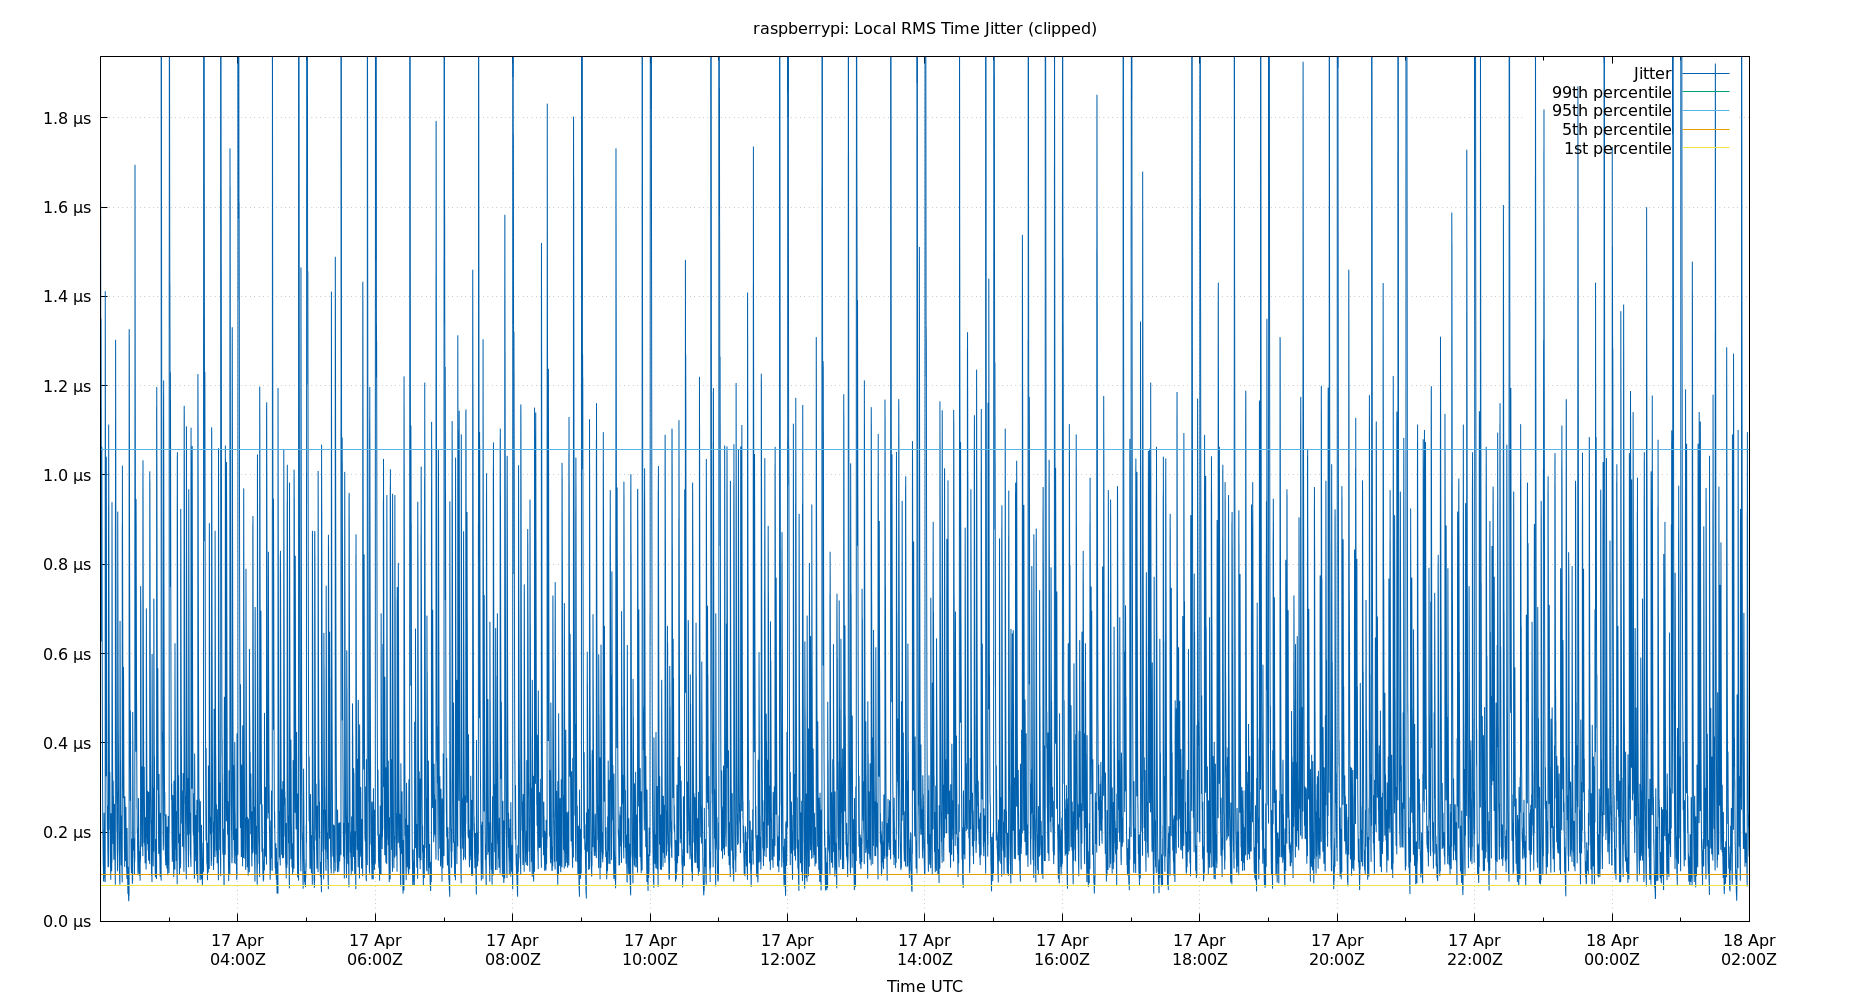 raspberrypi: Local RMS Time Jitter (clipped)
Jitter
99th percentile
95th percentile
5th percentile
1st percentile
1.8 µs
1.6 µs
1.4 µs
1.2 µs
1.0 µs
0.8 µs
0.6 µs
0.4 µs
0.2 µs
0.0 µs
17 Apr 17 Apr 17 Apr 17 Apr 17 Apr 17 Apr 17 Apr 17 Apr 17 Apr 17 Apr 18 Apr 18 Apr
04:00Z 06:00Z 08:00Z 10:00Z 12:00Z 14:00Z 16:00Z 18:00Z 20:00Z 22:00Z 00:00Z 02:00Z
Time UTC